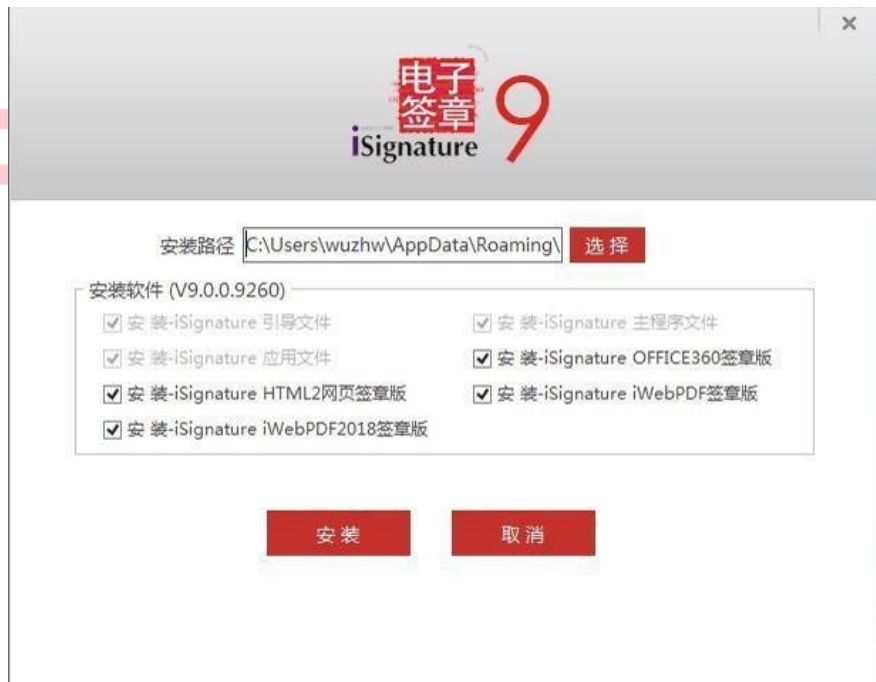 电子
签章
iSignature 9
安装路径 C:\Users\wuzhw\AppData\Roaming\ 选 择
安装软件 (V9.0.0.9260)
安 装-iSignature 引导文件 安 装-iSignature 主程序文件
安 装-iSignature 应用文件 安 装-iSignature OFFICE360签章版
安 装-iSignature HTML2网页签章版 安 装-iSignature iWebPDF签章版
安 装-iSignature iWebPDF2018签章版
安 装 取 消